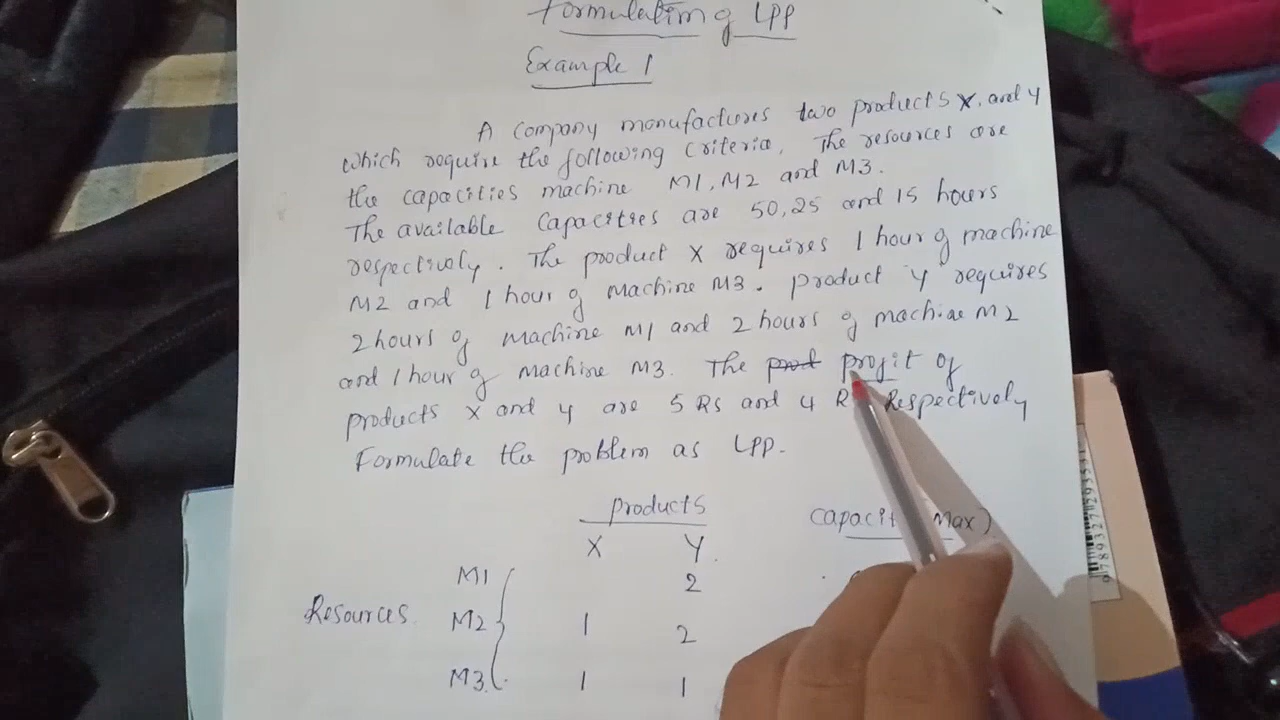 Formulating of LPP
Example 1
A company manufactures two products X, and Y
which require the following criteria. The resources are
the capacities machine M1, M2 and M3.
The available capacities are 50, 25 and 15 hours
respectivly. The product X requires 1 hour of machine
M2 and 1 hour of machine M3. product Y requires
2 hours of machine M1 and 2 hours of machine M2
and 1 hour of machine M3. The prod profit of
products X and Y are 5 RS and 4 R Respectively
Formulate the problem as LPP.
products
capacit (Max)
X Y
M1 2
Resources M2 1 2
M3 1 1